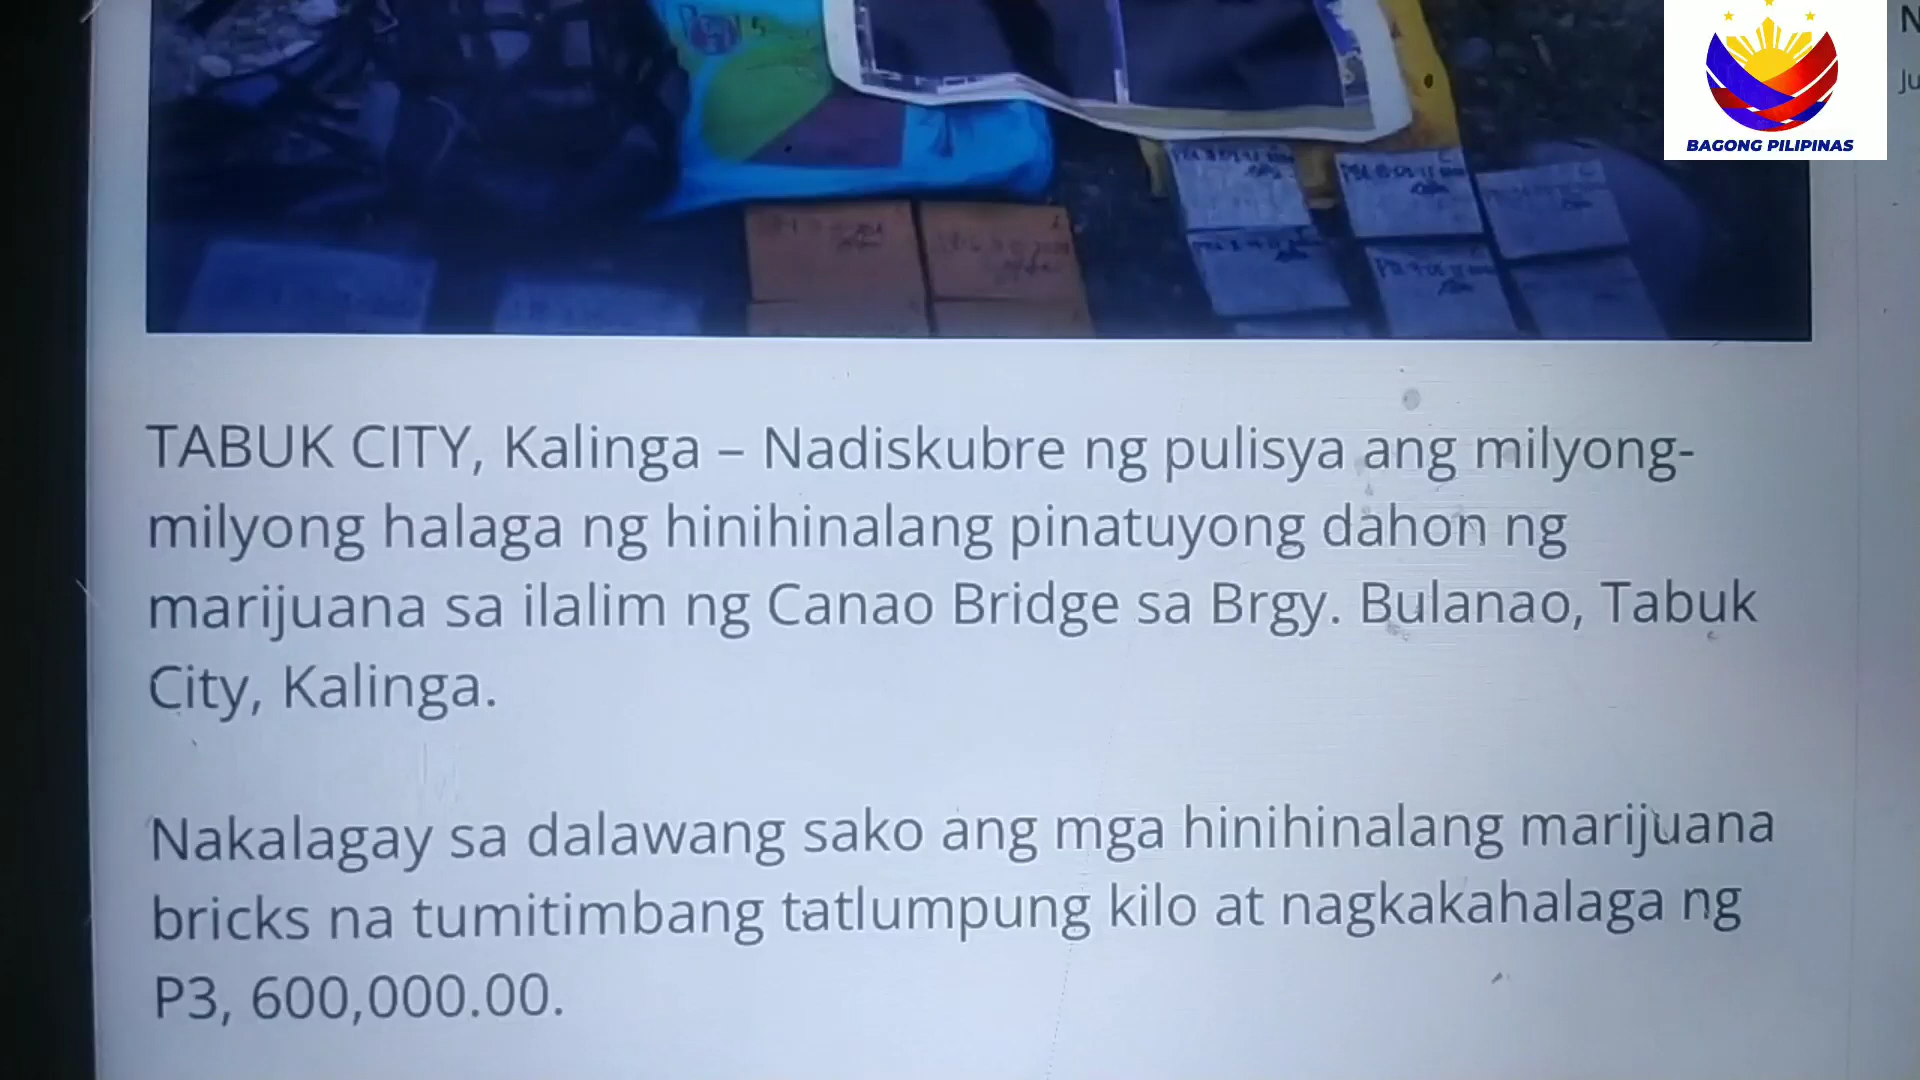 BAGONG PILIPINAS
TABUK CITY, Kalinga – Nadiskubre ng pulisya ang milyong-
milyong halaga ng hinihinalang pinatuyong dahon ng
marijuana sa ilalim ng Canao Bridge sa Brgy. Bulanao, Tabuk
City, Kalinga.
Nakalagay sa dalawang sako ang mga hinihinalang marijuana
bricks na tumitimbang tatlumpung kilo at nagkakahalaga ng
P3, 600,000.00.